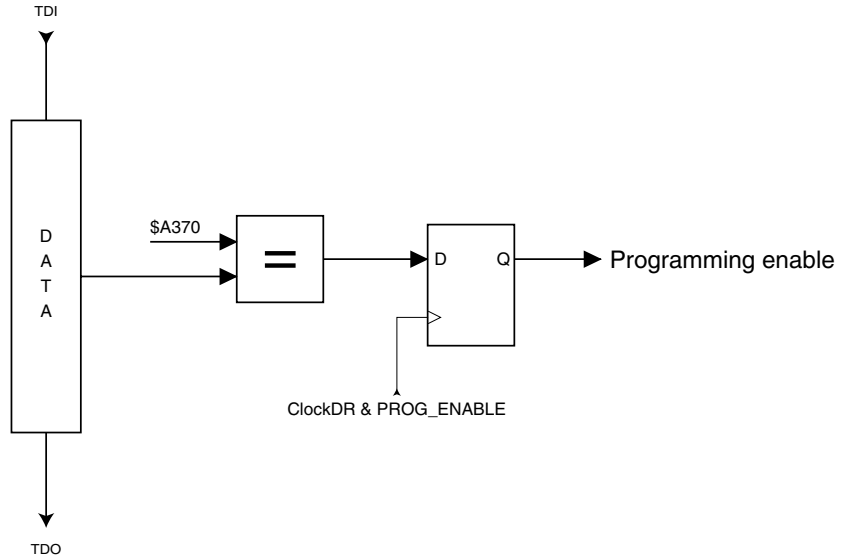 TDI
D
A
T
A
$A370
=
D
Q
Programming enable
ClockDR & PROG_ENABLE
TDO